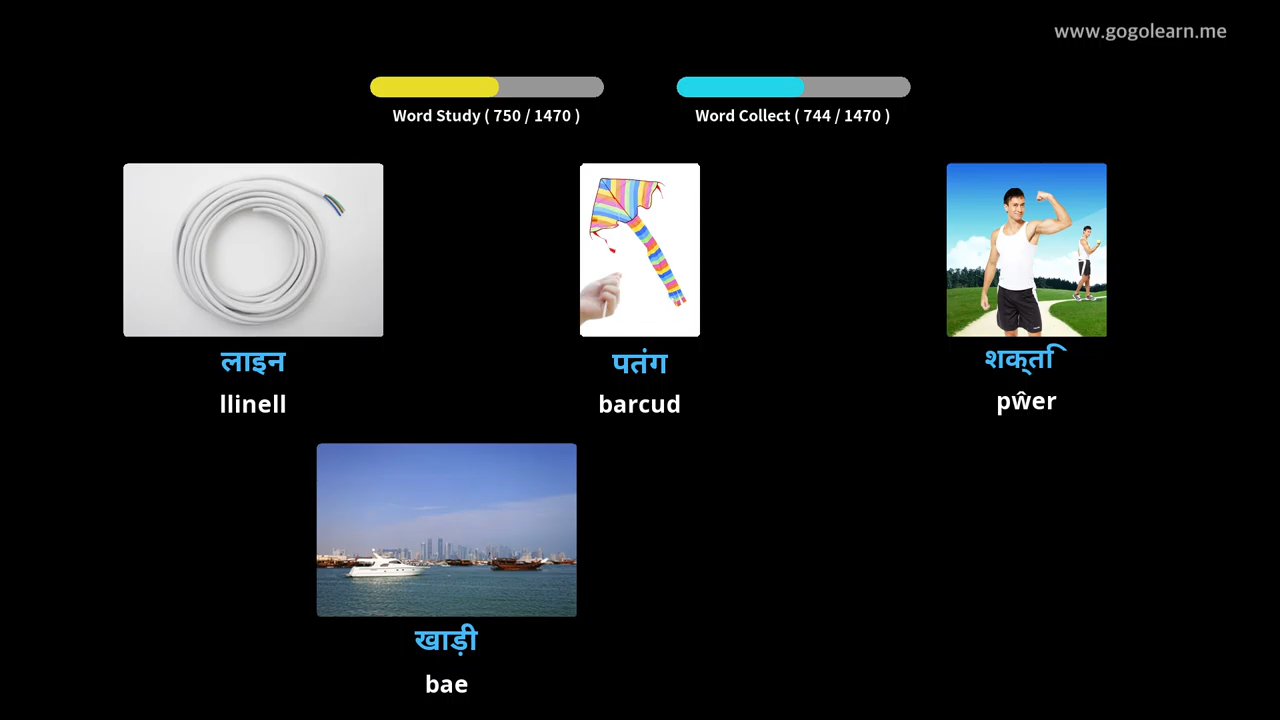 www.gogolearn.me
Word Study ( 750 / 1470 )
Word Collect ( 744 / 1470 )
लाइन
पतंग
शक्ति
llinell
barcud
pŵer
खाड़ी
bae